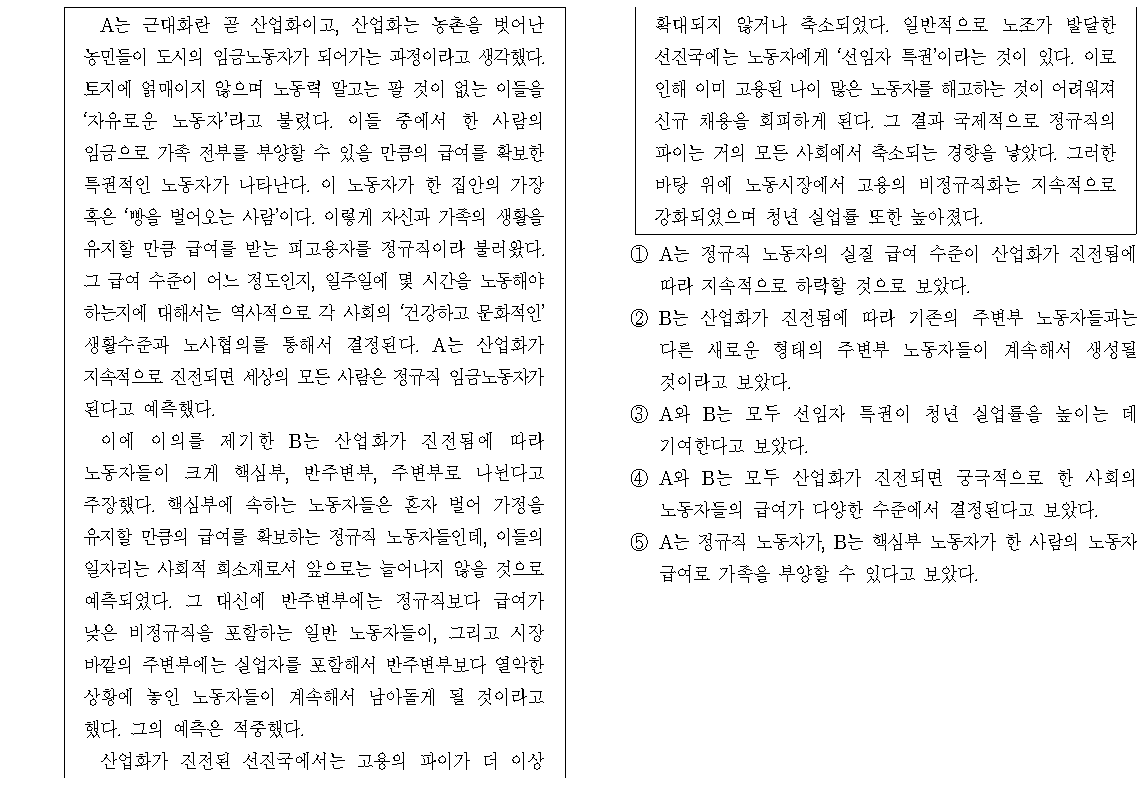 A는 근대화란 곧 산업화이고, 산업화는 농촌을 벗어난
농민들이 도시의 임금노동자가 되어가는 과정이라고 생각했다.
토지에 얽매이지 않으며 노동력 말고는 팔 것이 없는 이들을
‘자유로운 노동자’라고 불렀다. 이들 중에서 한 사람의
임금으로 가족 전부를 부양할 수 있을 만큼의 급여를 확보한
특권적인 노동자가 나타난다. 이 노동자가 한 집안의 가장
혹은 ‘빵을 벌어오는 사람’이다. 이렇게 자신과 가족의 생활을
유지할 만큼 급여를 받는 피고용자를 정규직이라 불러왔다.
그 급여 수준이 어느 정도인지, 일주일에 몇 시간을 노동해야
하는지에 대해서는 역사적으로 각 사회의 ‘건강하고 문화적인’
생활수준과 노사협의를 통해서 결정된다. A는 산업화가
지속적으로 진전되면 세상의 모든 사람은 정규직 임금노동자가
된다고 예측했다.
이에 이의를 제기한 B는 산업화가 진전됨에 따라
노동자들이 크게 핵심부, 반주변부, 주변부로 나뉜다고
주장했다. 핵심부에 속하는 노동자들은 혼자 벌어 가정을
유지할 만큼의 급여를 확보하는 정규직 노동자들인데, 이들의
일자리는 사회적 희소재로서 앞으로는 늘어나지 않을 것으로
예측되었다. 그 대신에 반주변부에는 정규직보다 급여가
낮은 비정규직을 포함하는 일반 노동자들이, 그리고 시장
바깥의 주변부에는 실업자를 포함해서 반주변부보다 열악한
상황에 놓인 노동자들이 계속해서 남아돌게 될 것이라고
했다. 그의 예측은 적중했다.
산업화가 진전된 선진국에서는 고용의 파이가 더 이상
확대되지 않거나 축소되었다. 일반적으로 노조가 발달한
선진국에는 노동자에게 ‘선임자 특권’이라는 것이 있다. 이로
인해 이미 고용된 나이 많은 노동자를 해고하는 것이 어려워져
신규 채용을 회피하게 된다. 그 결과 국제적으로 정규직의
파이는 거의 모든 사회에서 축소되는 경향을 낳았다. 그러한
바탕 위에 노동시장에서 고용의 비정규직화는 지속적으로
강화되었으며 청년 실업률 또한 높아졌다.
① A는 정규직 노동자의 실질 급여 수준이 산업화가 진전됨에
따라 지속적으로 하락할 것으로 보았다.
② B는 산업화가 진전됨에 따라 기존의 주변부 노동자들과는
다른 새로운 형태의 주변부 노동자들이 계속해서 생성될
것이라고 보았다.
③ A와 B는 모두 선임자 특권이 청년 실업률을 높이는 데
기여한다고 보았다.
④ A와 B는 모두 산업화가 진전되면 궁극적으로 한 사회의
노동자들의 급여가 다양한 수준에서 결정된다고 보았다.
⑤ A는 정규직 노동자가, B는 핵심부 노동자가 한 사람의 노동자
급여로 가족을 부양할 수 있다고 보았다.